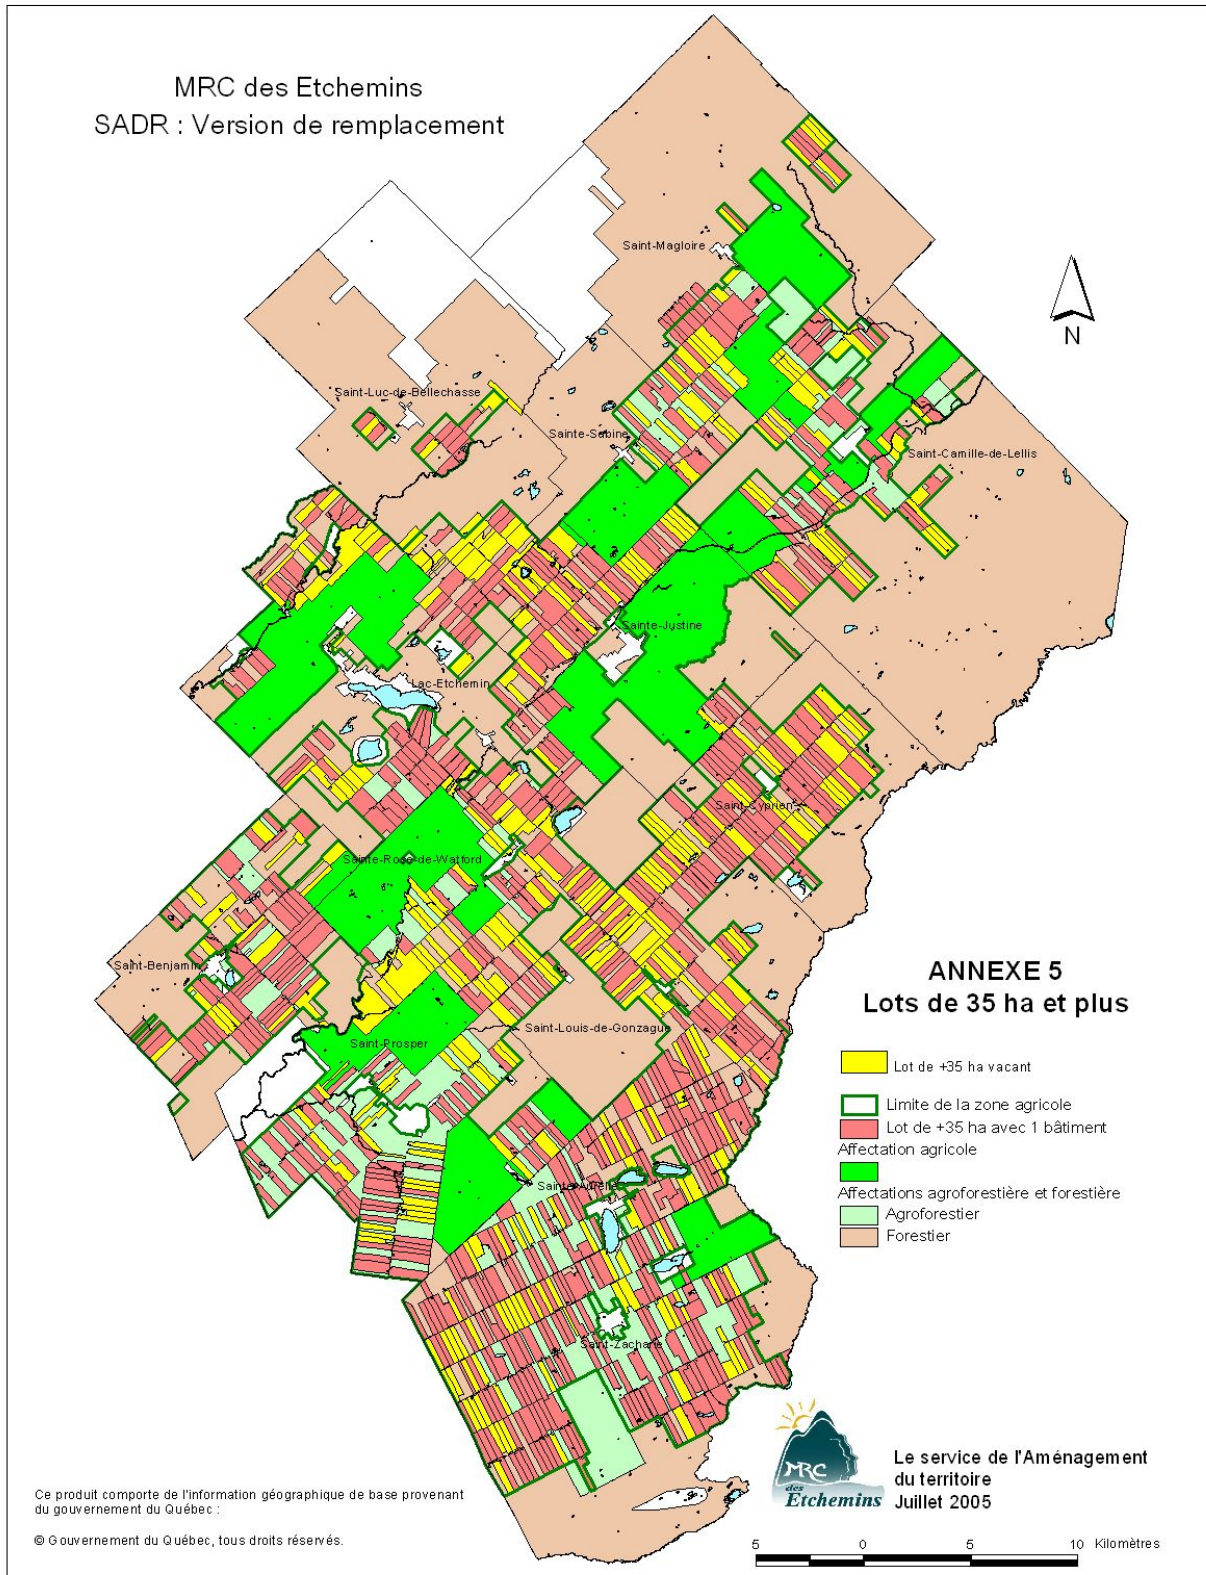 MRC des Etchemins
SADR : Version de remplacement
Saint-Magloire
N
Saint-Luc-de-Bellechasse
Sainte-Sabine
Saint-Camille-de-Lellis
Sainte-Justine
Lac-Etchemin
Saint-Cyprien
Sainte-Rose-de-Watford
Saint-Benjamin
ANNEXE 5
Lots de 35 ha et plus
Saint-Louis-de-Gonzague
Saint-Prosper
Lot de +35 ha vacant
Limite de la zone agricole
Lot de +35 ha avec 1 bâtiment
Affectation agricole
Sainte-Aurélie
Affectations agroforestière et forestière
Agroforestier
Forestier
Saint-Zacharie
MRC
des
Etchemins
Le service de l'Aménagement
du territoire
Juillet 2005
Ce produit comporte de l'information géographique de base provenant
du gouvernement du Québec :
© Gouvernement du Québec, tous droits réservés.
5 0 5 10 Kilomètres